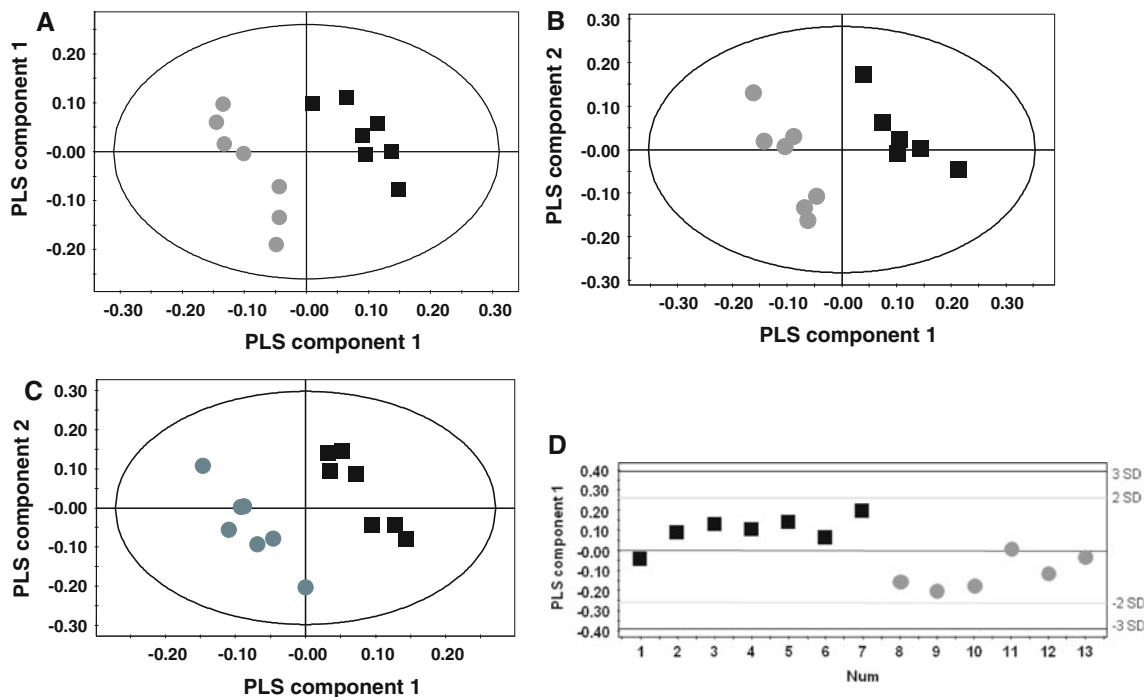 A
PLS component 1
0.20
0.10
-0.00
-0.10
-0.20
-0.30 -0.20 -0.10 -0.00 0.10 0.20 0.30
PLS component 1
B
PLS component 2
0.30
0.20
0.10
-0.00
-0.10
-0.20
-0.30
-0.30 -0.20 -0.10 -0.00 0.10 0.20 0.30
PLS component 1
C
PLS component 2
0.30
0.20
0.10
-0.00
-0.10
-0.20
-0.30
-0.20 -0.10 -0.00 0.10 0.20
PLS component 1
D
PLS component 1
0.40
0.30
0.20
0.10
-0.00
-0.10
-0.20
-0.30
-0.40
3 SD
2 SD
-2 SD
-3 SD
1 2 3 4 5 6 7 8 9 10 11 12 13
Num